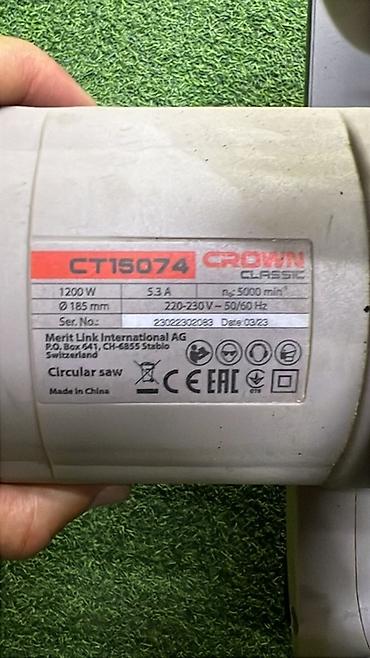 CT15074 CROWN
CLASSIC
1200 W 5.3 A n₀: 5000 min⁻¹
Ø 185 mm 220-230 V ~ 50/60 Hz
Ser. No.: 23022302083 Date:03/23
Merit Link International AG
P.O. Box 641, CH-6855 Stabio
Switzerland
Circular saw CE EAC
Made in China